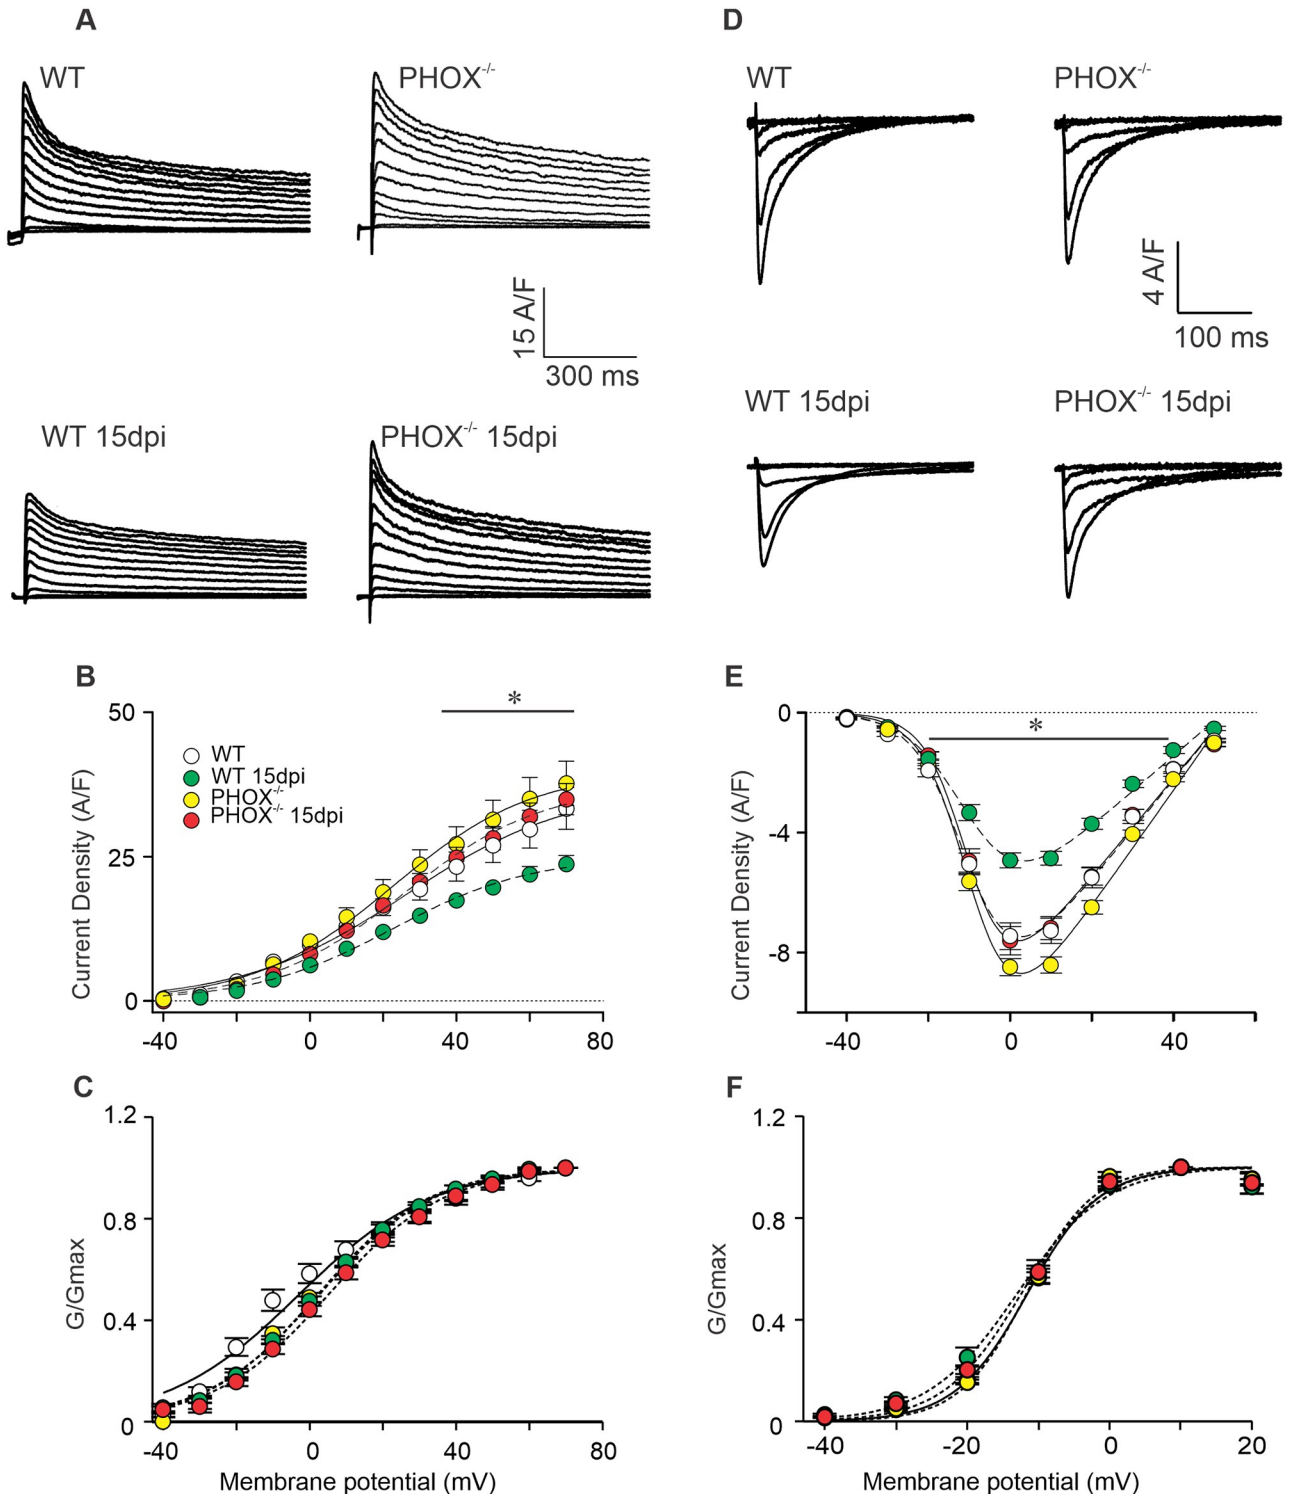 A
WT
PHOX-/-
15 A/F
300 ms
WT 15dpi
PHOX-/- 15dpi
D
WT
PHOX-/-
4 A/F
100 ms
WT 15dpi
PHOX-/- 15dpi
B
*
50
25
0
Current Density (A/F)
WT
WT 15dpi
PHOX-/-
PHOX-/- 15dpi
-40
0
40
80
E
*
0
-4
-8
Current Density (A/F)
-40
0
40
C
1.2
0.8
0.4
0
G/Gmax
-40
0
40
80
Membrane potential (mV)
F
1.2
0.8
0.4
0
G/Gmax
-40
-20
0
20
Membrane potential (mV)